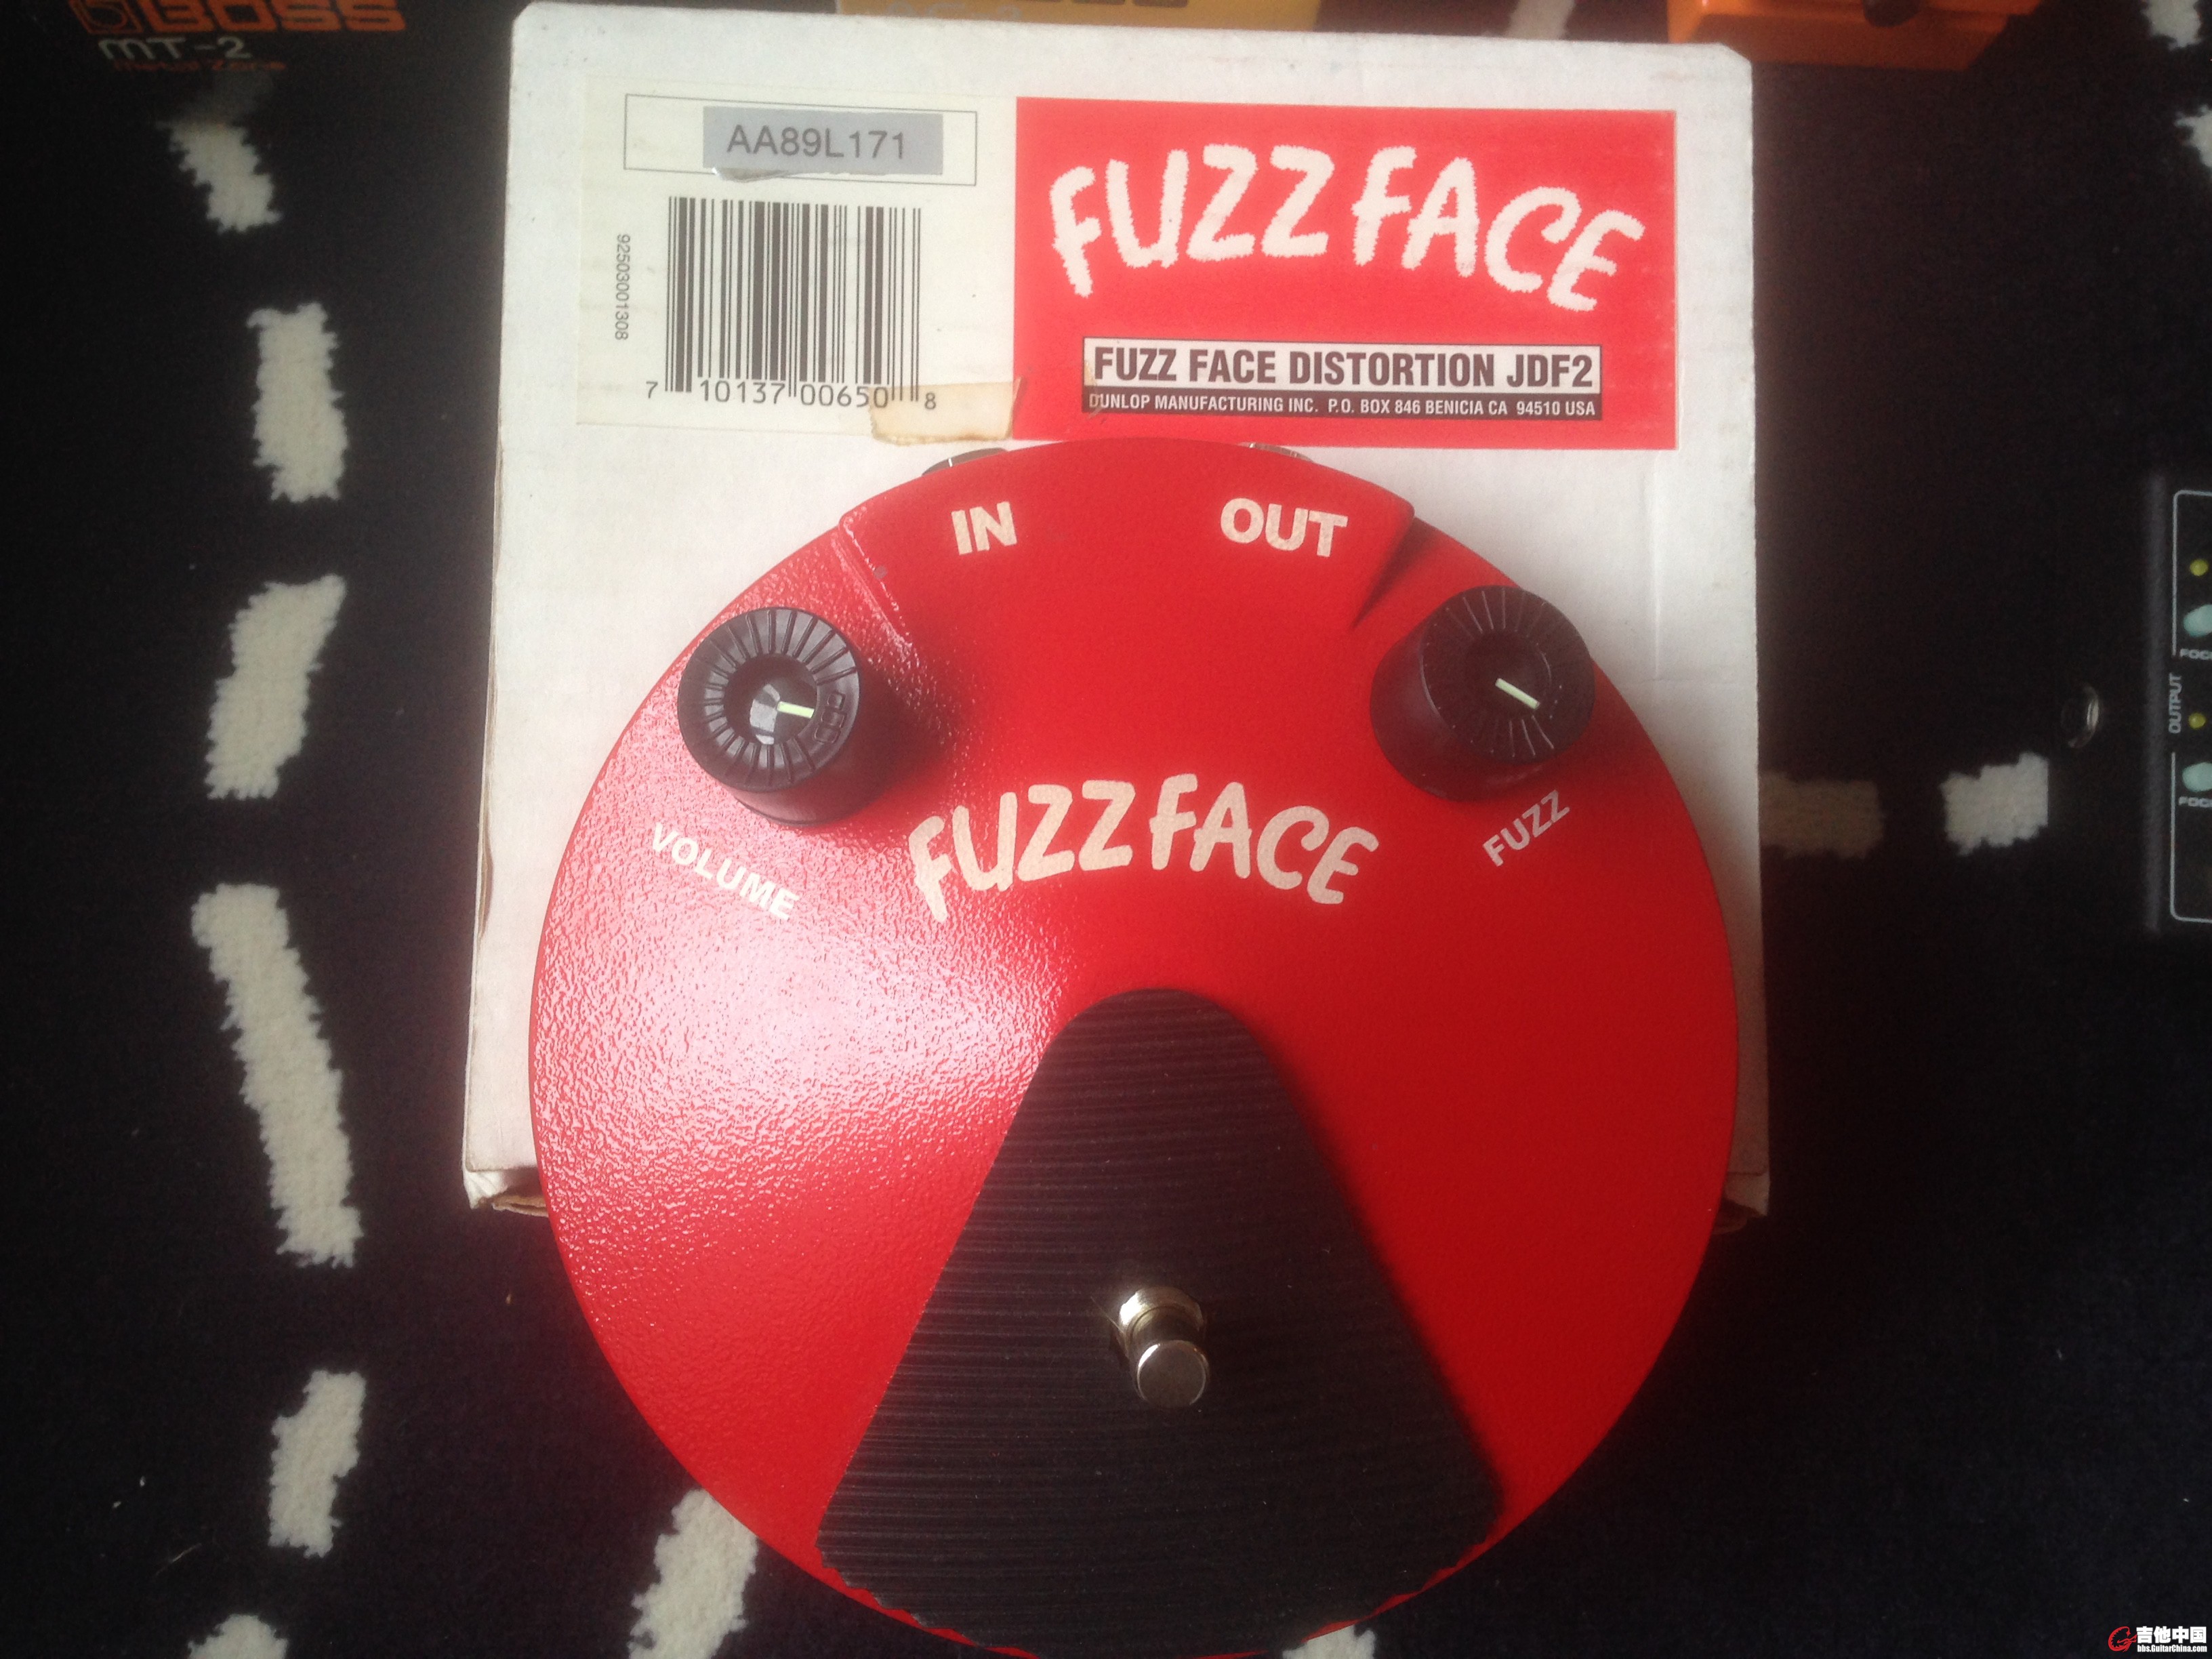 BOSS
MT-2
Metal Zone
AA89L171
92503001308
7 10137 00650 8
FUZZ FACE
FUZZ FACE DISTORTION JDF2
DUNLOP MANUFACTURING INC. P.O. BOX 846 BENICIA CA 94510 USA
IN OUT
VOLUME
FUZZ FACE
FUZZ
OUTPUT
吉他中国
bbs.GuitarChina.com